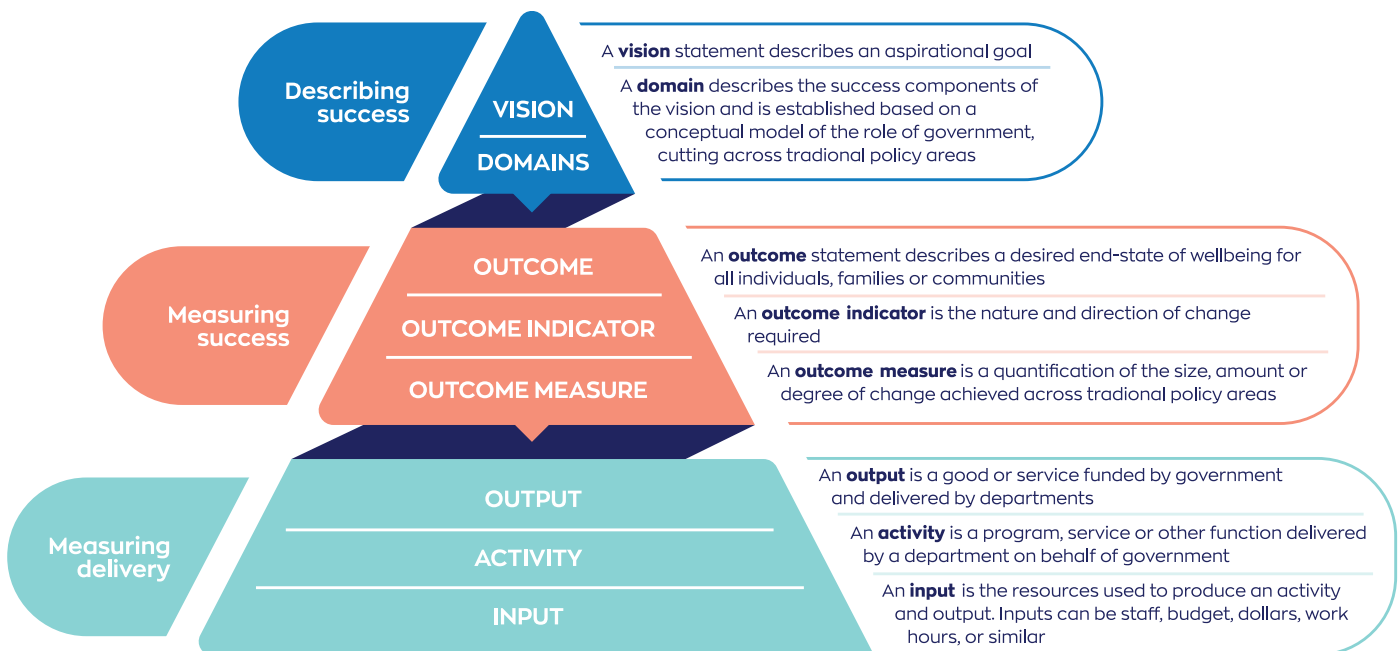 Describing
success
VISION
DOMAINS
A vision statement describes an aspirational goal
A domain describes the success components of
the vision and is established based on a
conceptual model of the role of government,
cutting across tradional policy areas
Measuring
success
OUTCOME
OUTCOME INDICATOR
OUTCOME MEASURE
An outcome statement describes a desired end-state of wellbeing for
all individuals, families or communities
An outcome indicator is the nature and direction of change
required
An outcome measure is a quantification of the size, amount or
degree of change achieved across tradional policy areas
Measuring
delivery
OUTPUT
ACTIVITY
INPUT
An output is a good or service funded by government
and delivered by departments
An activity is a program, service or other function delivered
by a department on behalf of government
An input is the resources used to produce an activity
and output. Inputs can be staff, budget, dollars, work
hours, or similar